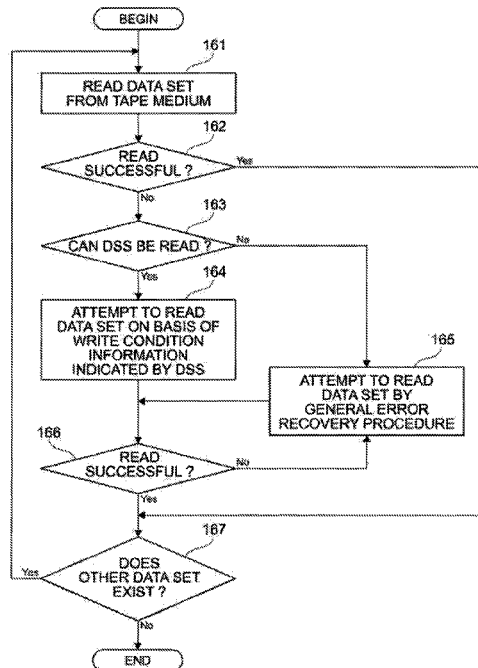 BEGIN
161
READ DATA SET
FROM TAPE MEDIUM
162
READ
SUCCESSFUL ?
Yes
No
163
CAN DSS BE READ ?
No
Yes
164
ATTEMPT TO READ
DATA SET ON BASIS OF
WRITE CONDITION
INFORMATION
INDICATED BY DSS
165
ATTEMPT TO READ
DATA SET BY
GENERAL ERROR
RECOVERY PROCEDURE
166
READ
SUCCESSFUL ?
No
Yes
167
DOES
OTHER DATA SET
EXIST ?
Yes
No
END